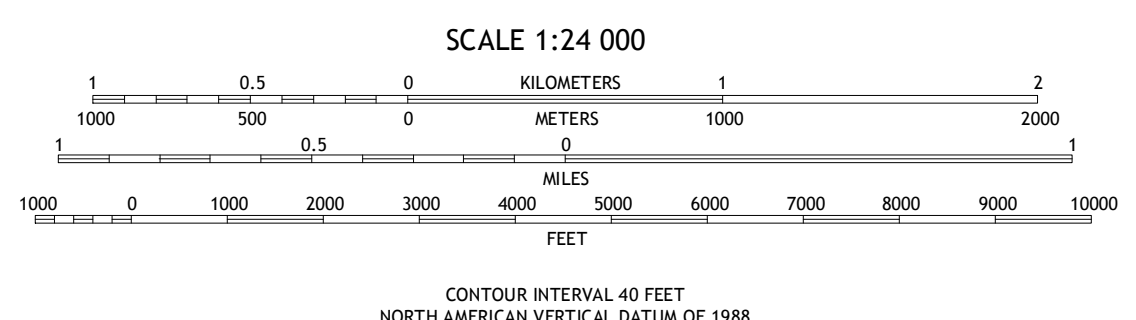 SCALE 1:24 000
1 0.5 0 KILOMETERS 1 2
1000 500 0 METERS 1000 2000
1 0.5 0 1
MILES
1000 0 1000 2000 3000 4000 5000 6000 7000 8000 9000 10000
FEET
CONTOUR INTERVAL 40 FEET
NORTH AMERICAN VERTICAL DATUM OF 1988